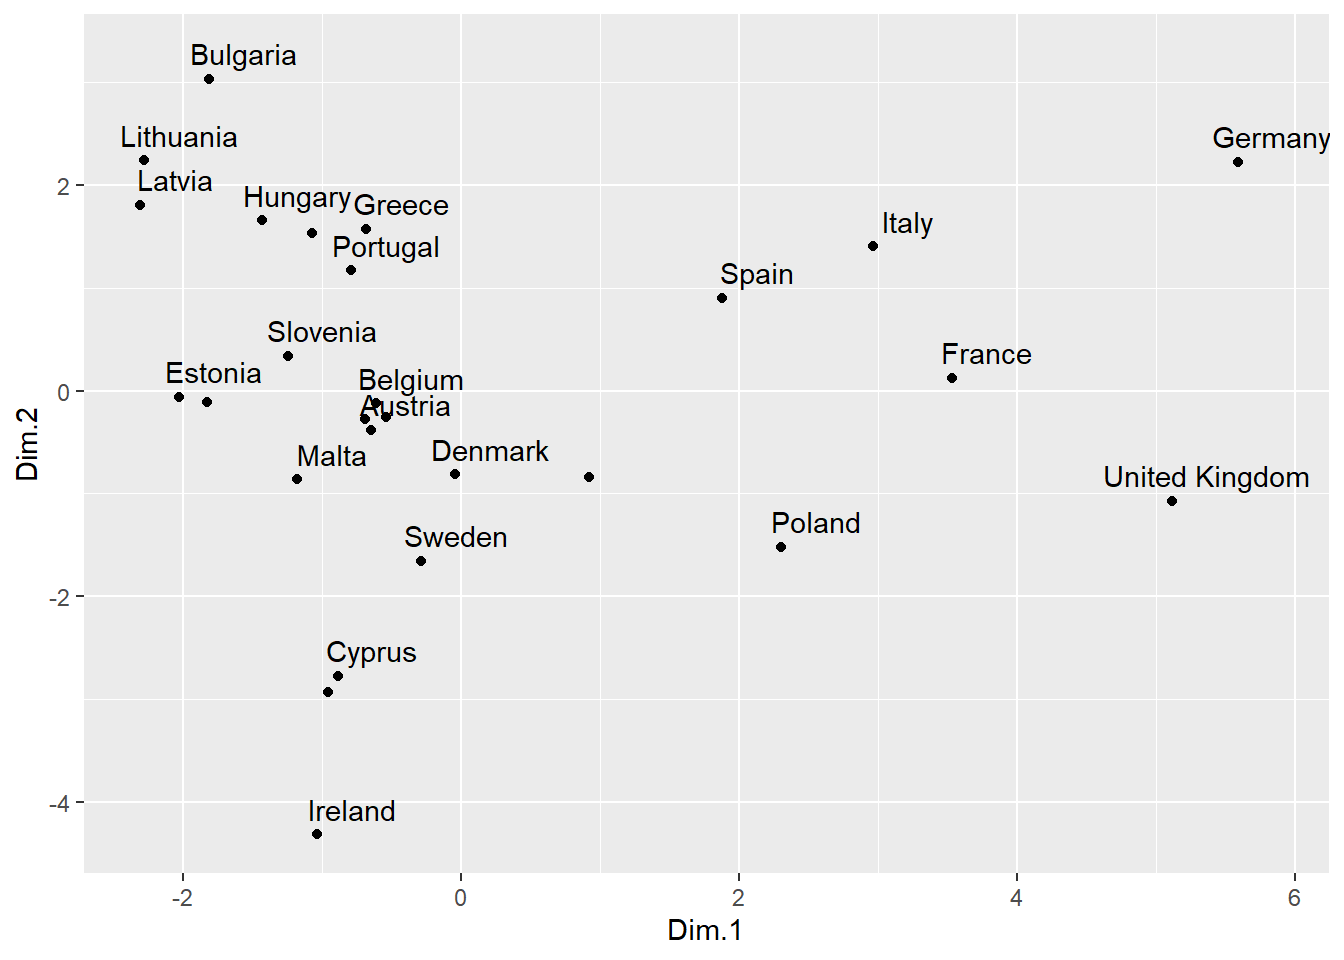 Bulgaria
Lithuania
Germany
Latvia
Hungary
Greece
Italy
Portugal
Spain
Slovenia
France
Estonia
Belgium
Austria
Denmark
Malta
United Kingdom
Poland
Sweden
Cyprus
Ireland
2
0
-2
-4
Dim.2
-2
0
2
4
6
Dim.1